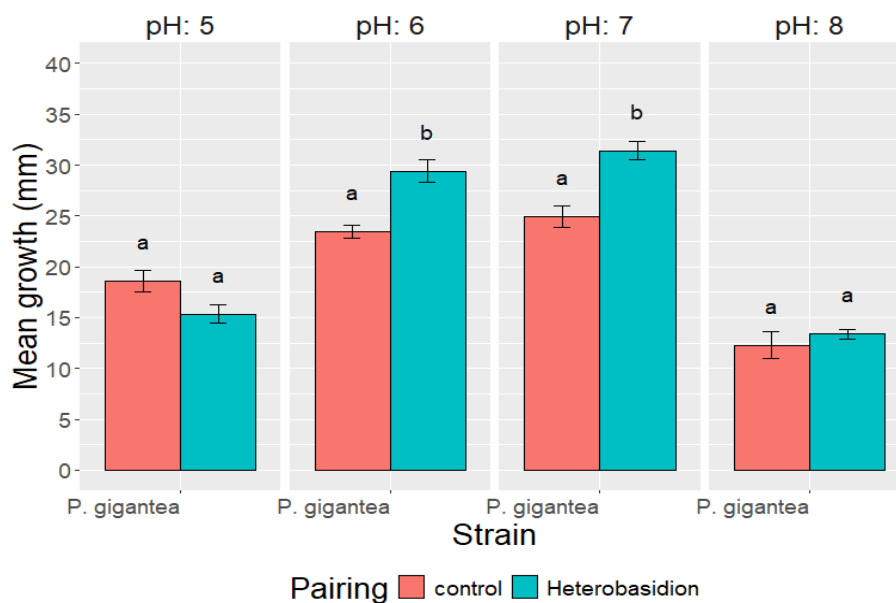 pH: 5 pH: 6 pH: 7 pH: 8
40
35
30
25
20
15
10
5
0
Mean growth (mm)
a a a b a b a a
P. gigantea P. gigantea P. gigantea P. gigantea
Strain
Pairing control Heterobasidion